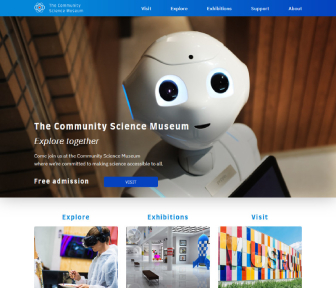 The Community
Science Museum
Visit
Explore
Exhibitions
Support
About
The Community Science Museum
Explore together
Come join us at the Community Science Museum
where we're committed to making science accessible to all.
Free admission
VISIT
Explore
Exhibitions
Visit